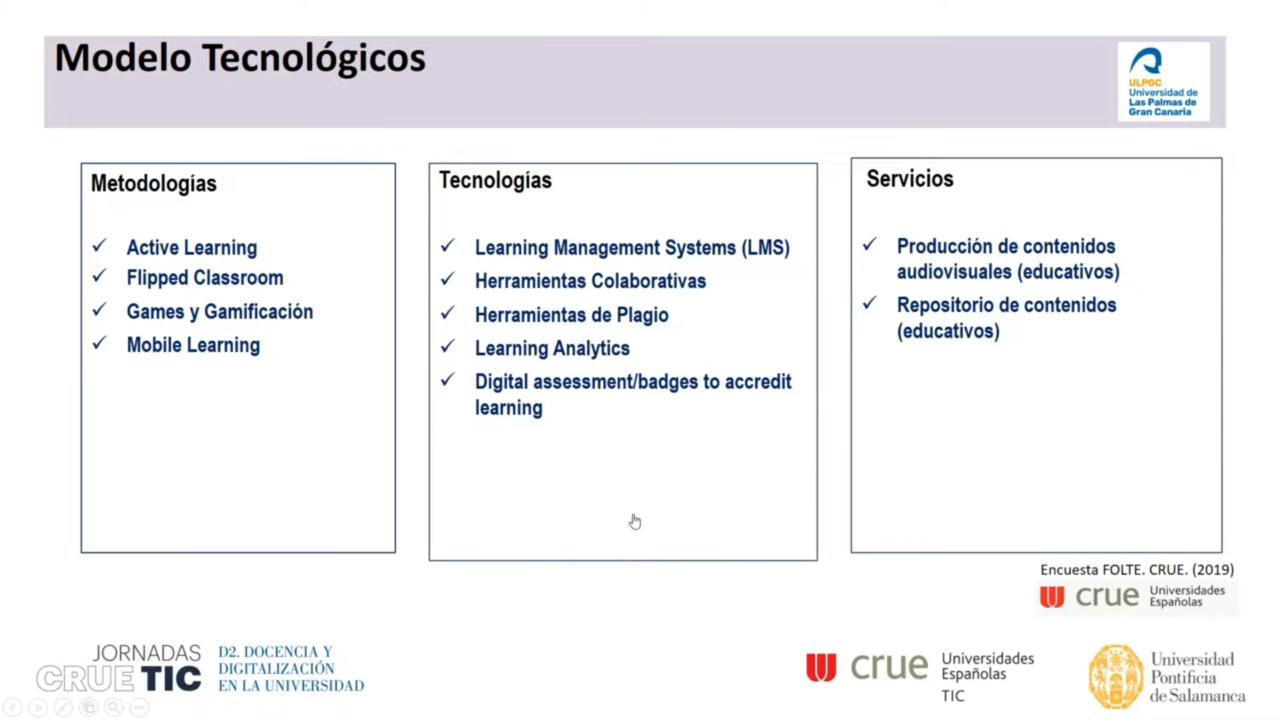 Modelo Tecnológicos
ULPGC
Universidad de
Las Palmas de
Gran Canaria
Metodologías
Active Learning
Flipped Classroom
Games y Gamificación
Mobile Learning
Tecnologías
Learning Management Systems (LMS)
Herramientas Colaborativas
Herramientas de Plagio
Learning Analytics
Digital assessment/badges to accredit
learning
Servicios
Producción de contenidos
audiovisuales (educativos)
Repositorio de contenidos
(educativos)
Encuesta FOLTE. CRUE. (2019)
crue Universidades
Españolas
JORNADAS
CRUE TIC
D2. DOCENCIA Y
DIGITALIZACIÓN
EN LA UNIVERSIDAD
crue Universidades
Españolas
TIC
Universidad
Pontificia
de Salamanca